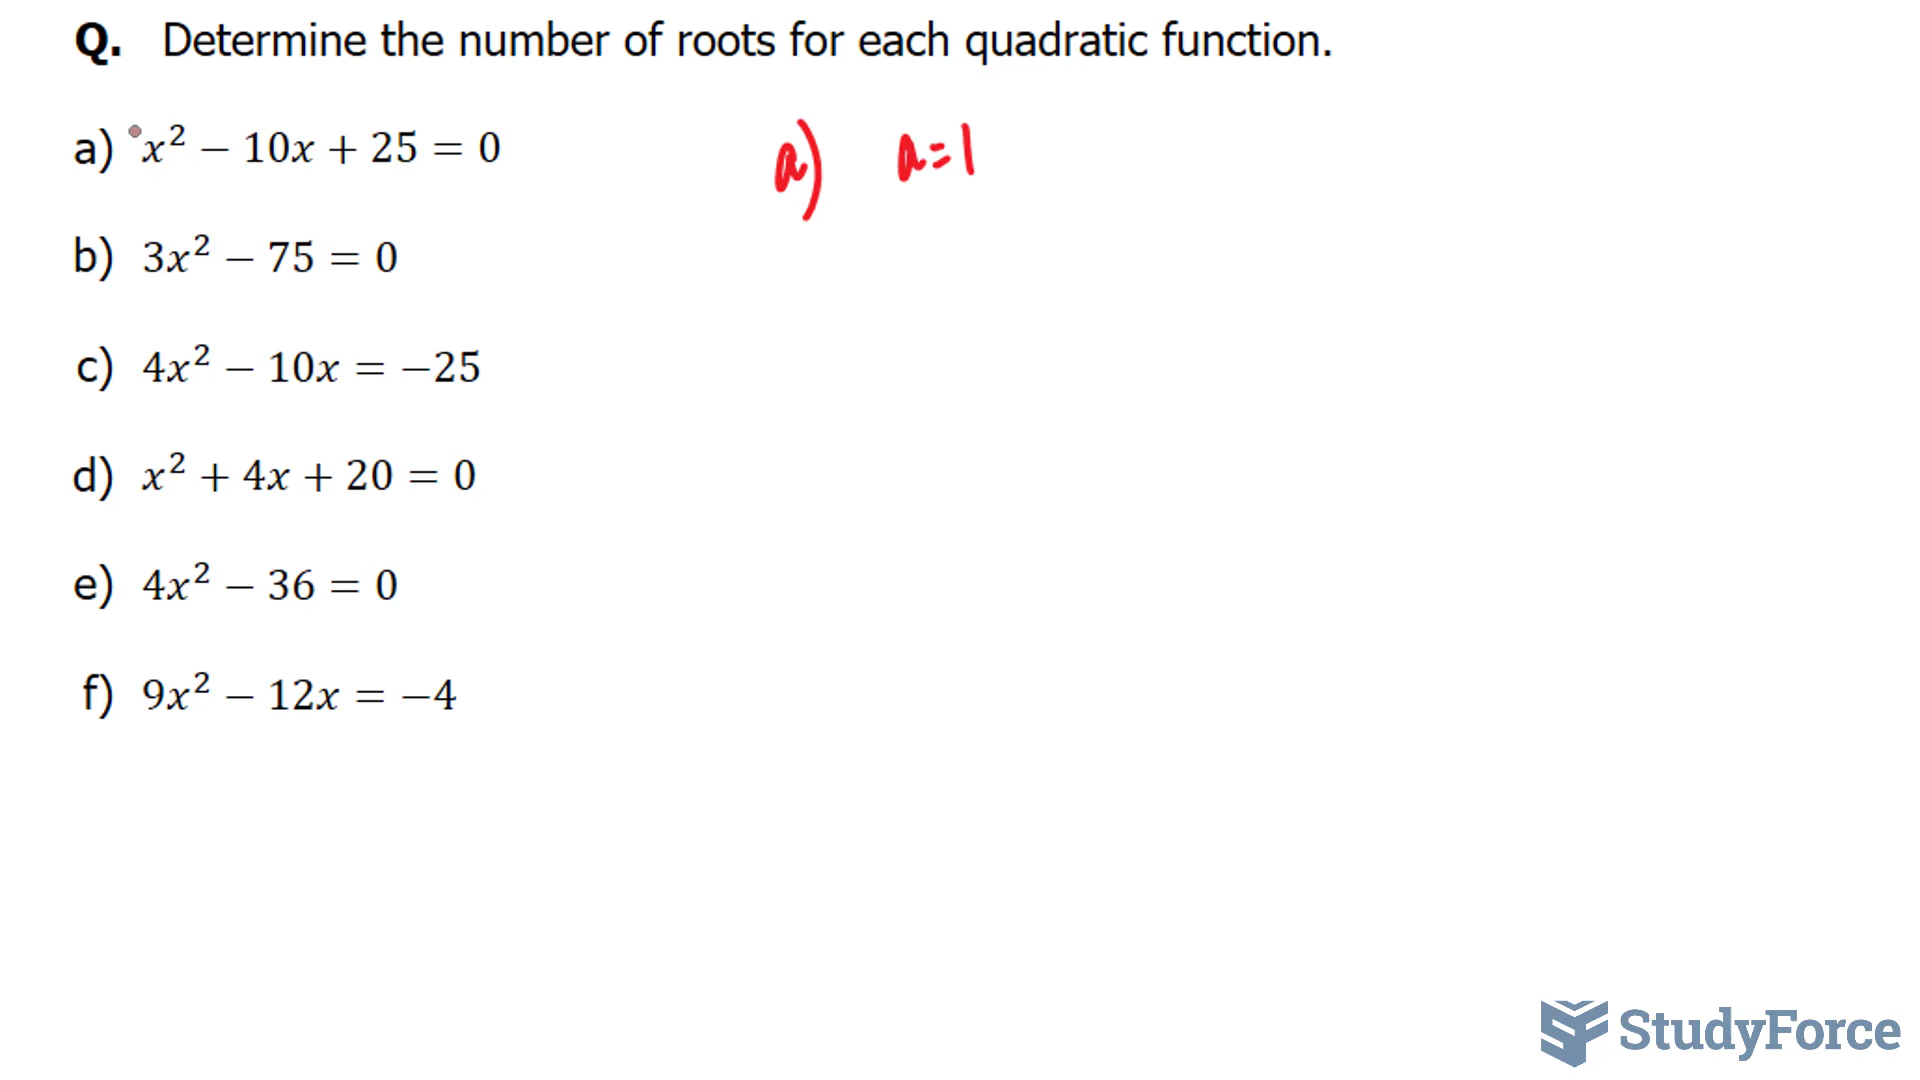 Q. Determine the number of roots for each quadratic function.
a) x² − 10x + 25 = 0
a) a=1
b) 3x² − 75 = 0
c) 4x² − 10x = −25
d) x² + 4x + 20 = 0
e) 4x² − 36 = 0
f) 9x² − 12x = −4
StudyForce